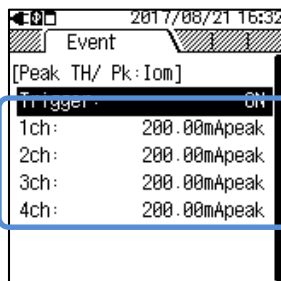 2017/08/21 16:32
Event
[Peak TH/ Pk:Iom]
Trigger: ON
1ch: 200.00mApeak
2ch: 200.00mApeak
3ch: 200.00mApeak
4ch: 200.00mApeak